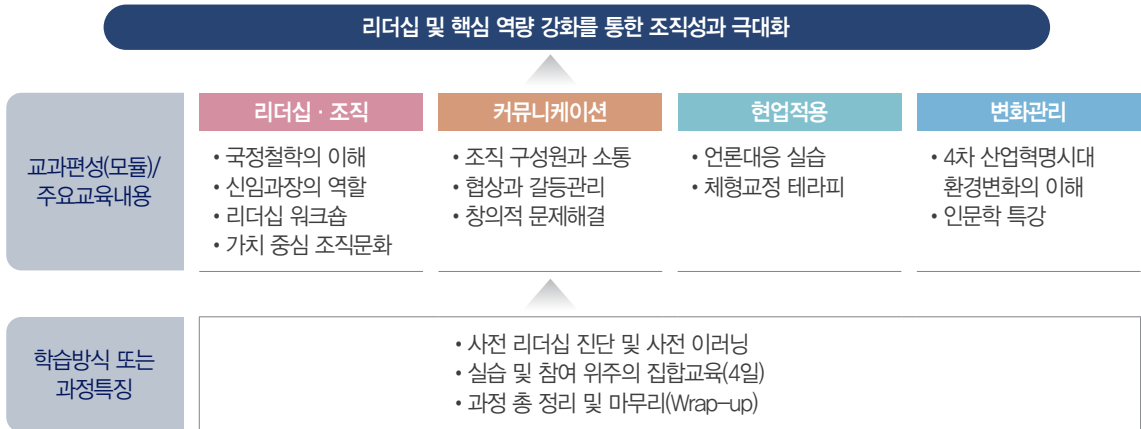 리더십 및 핵심 역량 강화를 통한 조직성과 극대화
교과편성(모듈)/
주요교육내용
리더십 · 조직
• 국정철학의 이해
• 신임과장의 역할
• 리더십 워크숍
• 가치 중심 조직문화
커뮤니케이션
• 조직 구성원과 소통
• 협상과 갈등관리
• 창의적 문제해결
현업적용
• 언론대응 실습
• 체형교정 테라피
변화관리
• 4차 산업혁명시대
환경변화의 이해
• 인문학 특강
학습방식 또는
과정특징
• 사전 리더십 진단 및 사전 이러닝
• 실습 및 참여 위주의 집합교육(4일)
• 과정 총 정리 및 마무리(Wrap-up)